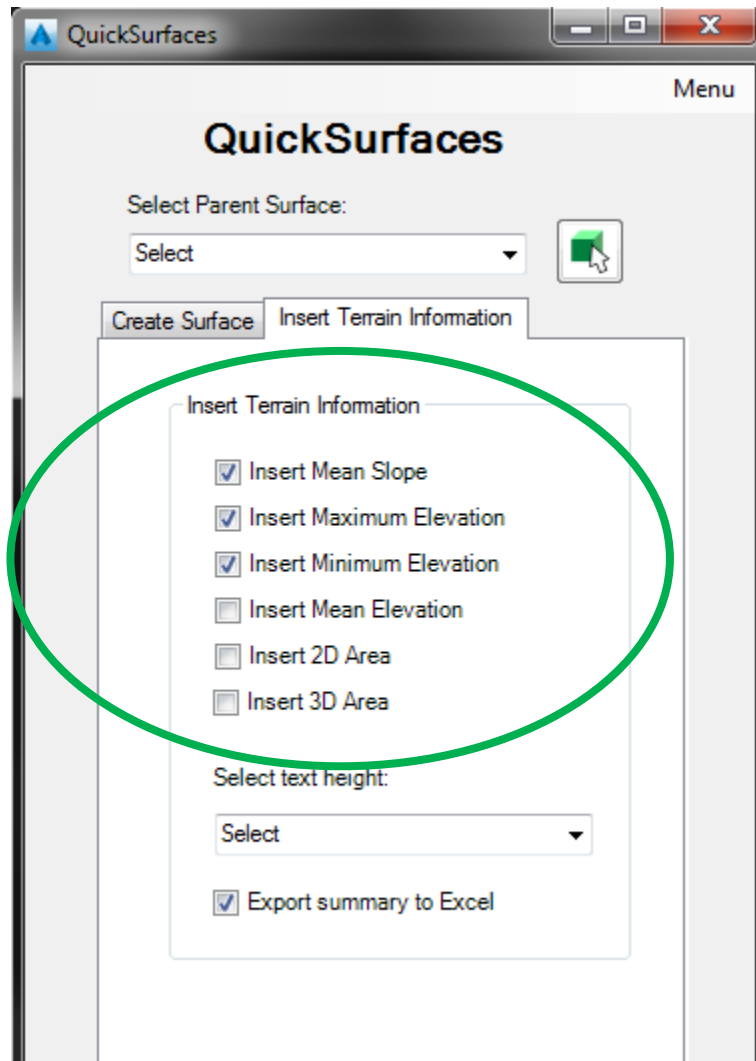 QuickSurfaces
Menu
QuickSurfaces
Select Parent Surface:
Select
Create Surface Insert Terrain Information
Insert Terrain Information
Insert Mean Slope
Insert Maximum Elevation
Insert Minimum Elevation
Insert Mean Elevation
Insert 2D Area
Insert 3D Area
Select text height:
Select
Export summary to Excel